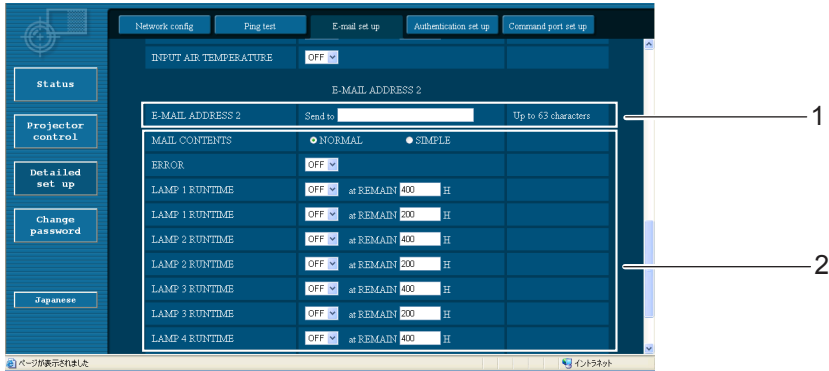 Network config Ping test E-mail set up Authentication set up Command port set up
INPUT AIR TEMPERATURE OFF
Status
E-MAIL ADDRESS 2
E-MAIL ADDRESS 2 Send to Up to 63 characters
1
Projector control
MAIL CONTENTS NORMAL SIMPLE
ERROR OFF
Detailed set up
LAMP 1 RUNTIME OFF at REMAIN 400 H
LAMP 1 RUNTIME OFF at REMAIN 200 H
Change password
LAMP 2 RUNTIME OFF at REMAIN 400 H
LAMP 2 RUNTIME OFF at REMAIN 200 H
2
LAMP 3 RUNTIME OFF at REMAIN 400 H
Japanese
LAMP 3 RUNTIME OFF at REMAIN 200 H
LAMP 4 RUNTIME OFF at REMAIN 400 H
ページが表示されました イントラネット